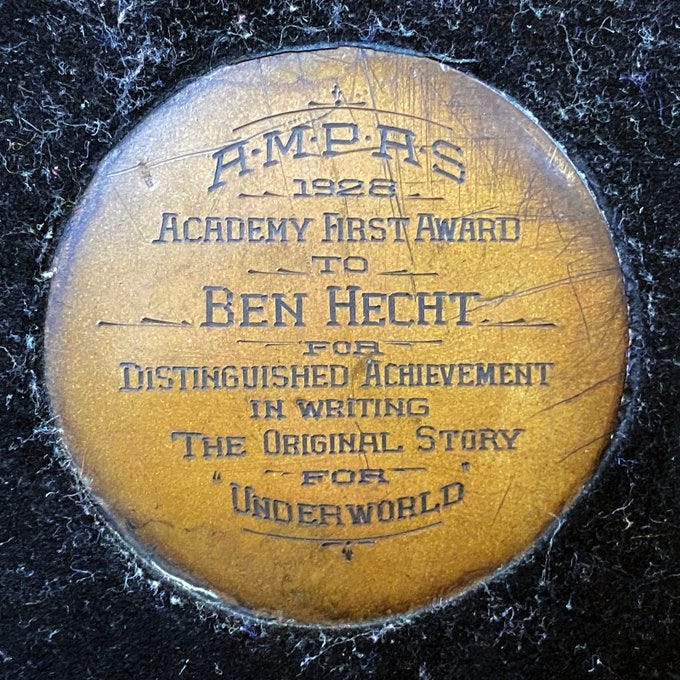 A·M·P·A·S
1928
ACADEMY FIRST AWARD
TO
BEN HECHT
FOR
DISTINGUISHED ACHIEVEMENT
IN WRITING
THE ORIGINAL STORY
FOR
"UNDERWORLD"